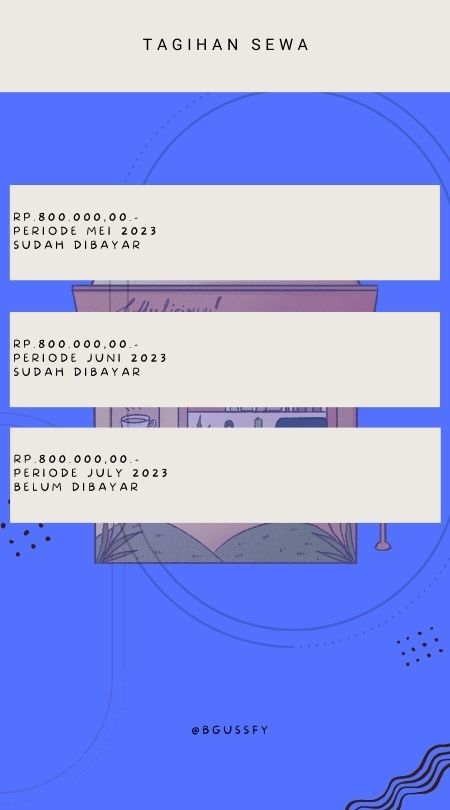 TAGIHAN SEWA
RP.800.000,00.-
PERIODE MEI 2023
SUDAH DIBAYAR
RP.800.000,00.-
PERIODE JUNI 2023
SUDAH DIBAYAR
RP.800.000,00.-
PERIODE JULY 2023
BELUM DIBAYAR
@BGUSSFY